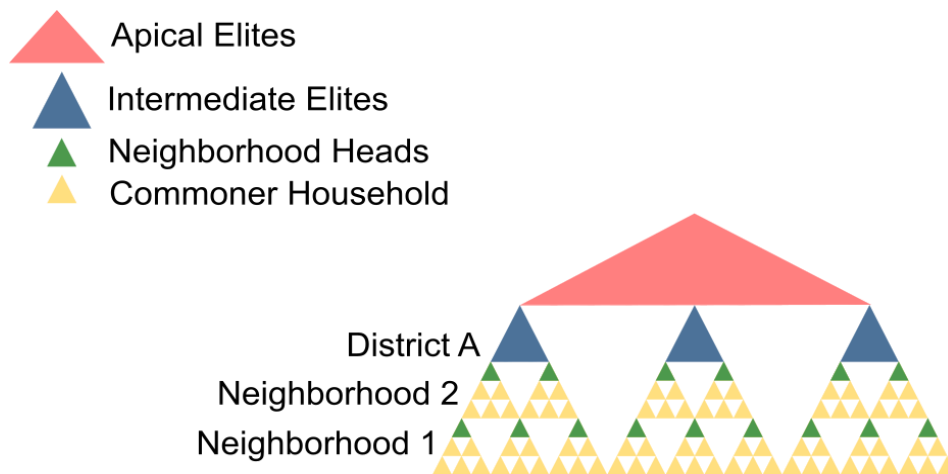 Apical Elites
Intermediate Elites
Neighborhood Heads
Commoner Household
District A
Neighborhood 2
Neighborhood 1